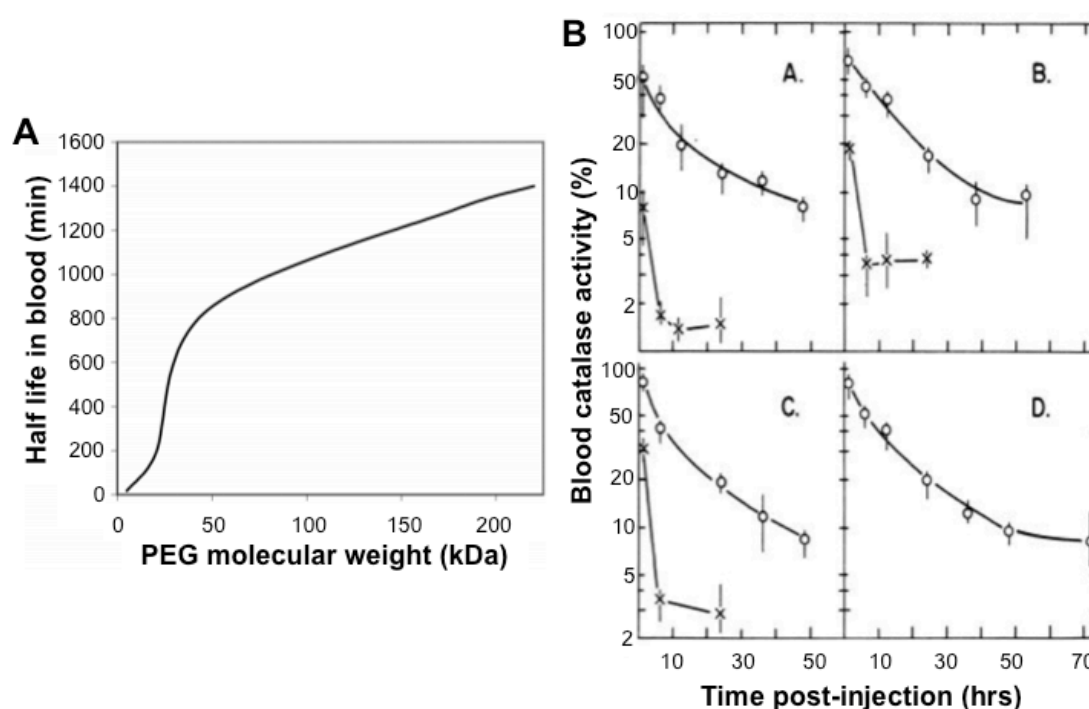 A
Half life in blood (min)
1600
1400
1200
1000
800
600
400
200
0
0 50 100 150 200
PEG molecular weight (kDa)
B
Blood catalase activity (%)
100
50
20
10
5
2
A.
B.
100
50
20
10
5
2
C.
D.
10 30 50 10 30 50 70
Time post-injection (hrs)